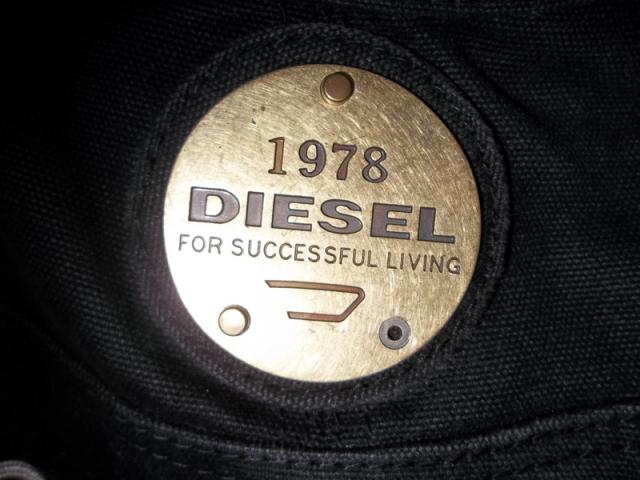 1978
DIESEL
FOR SUCCESSFUL LIVING